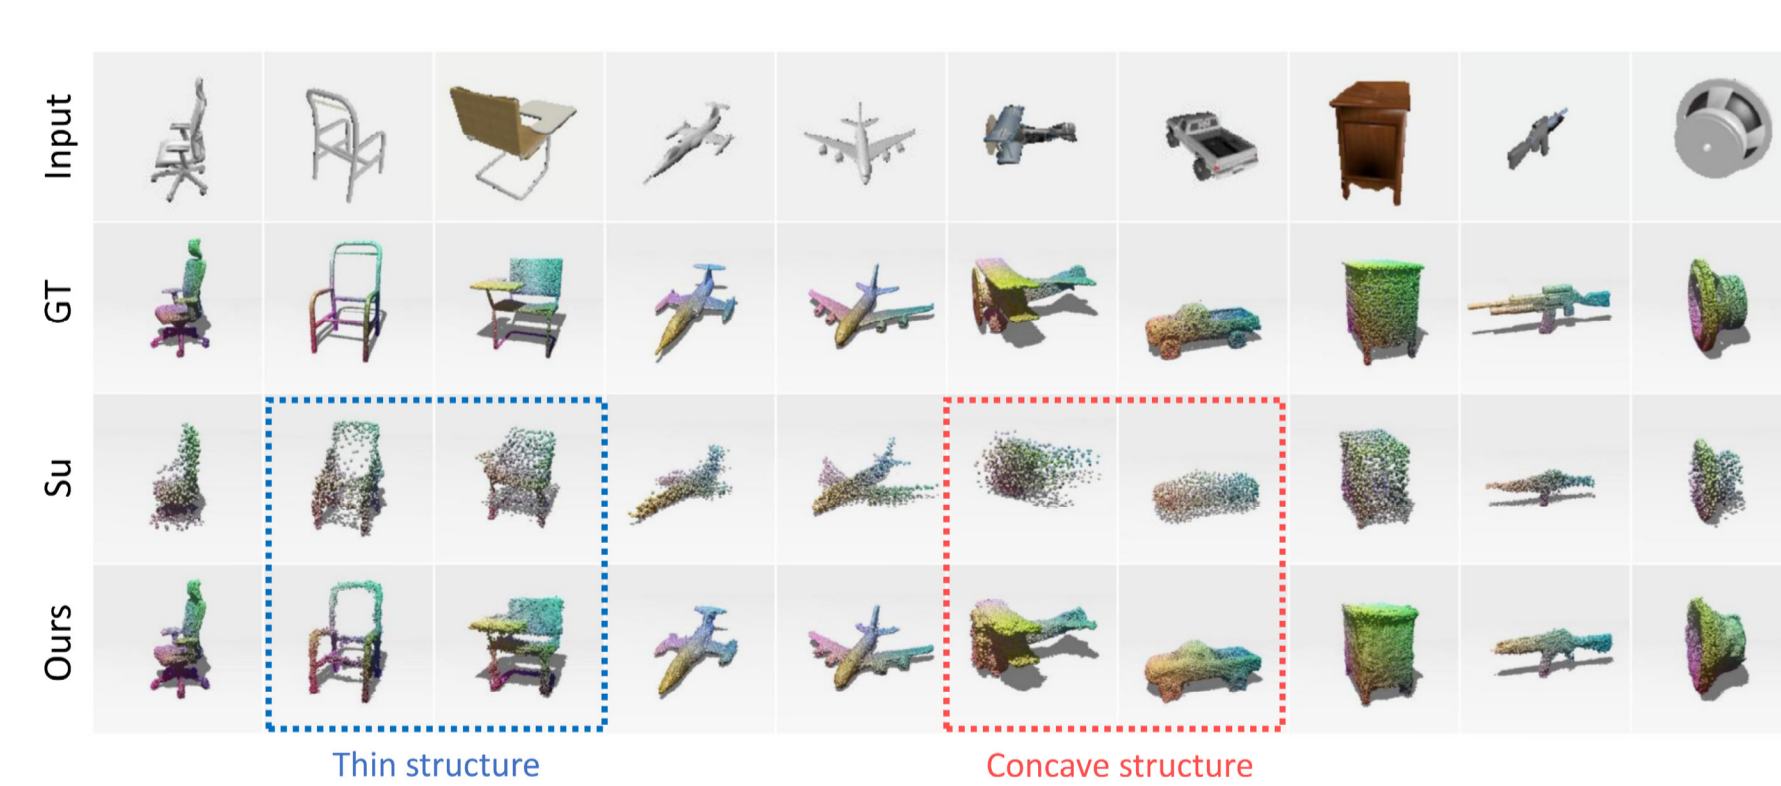 Input
GT
Su
Ours
Thin structure
Concave structure